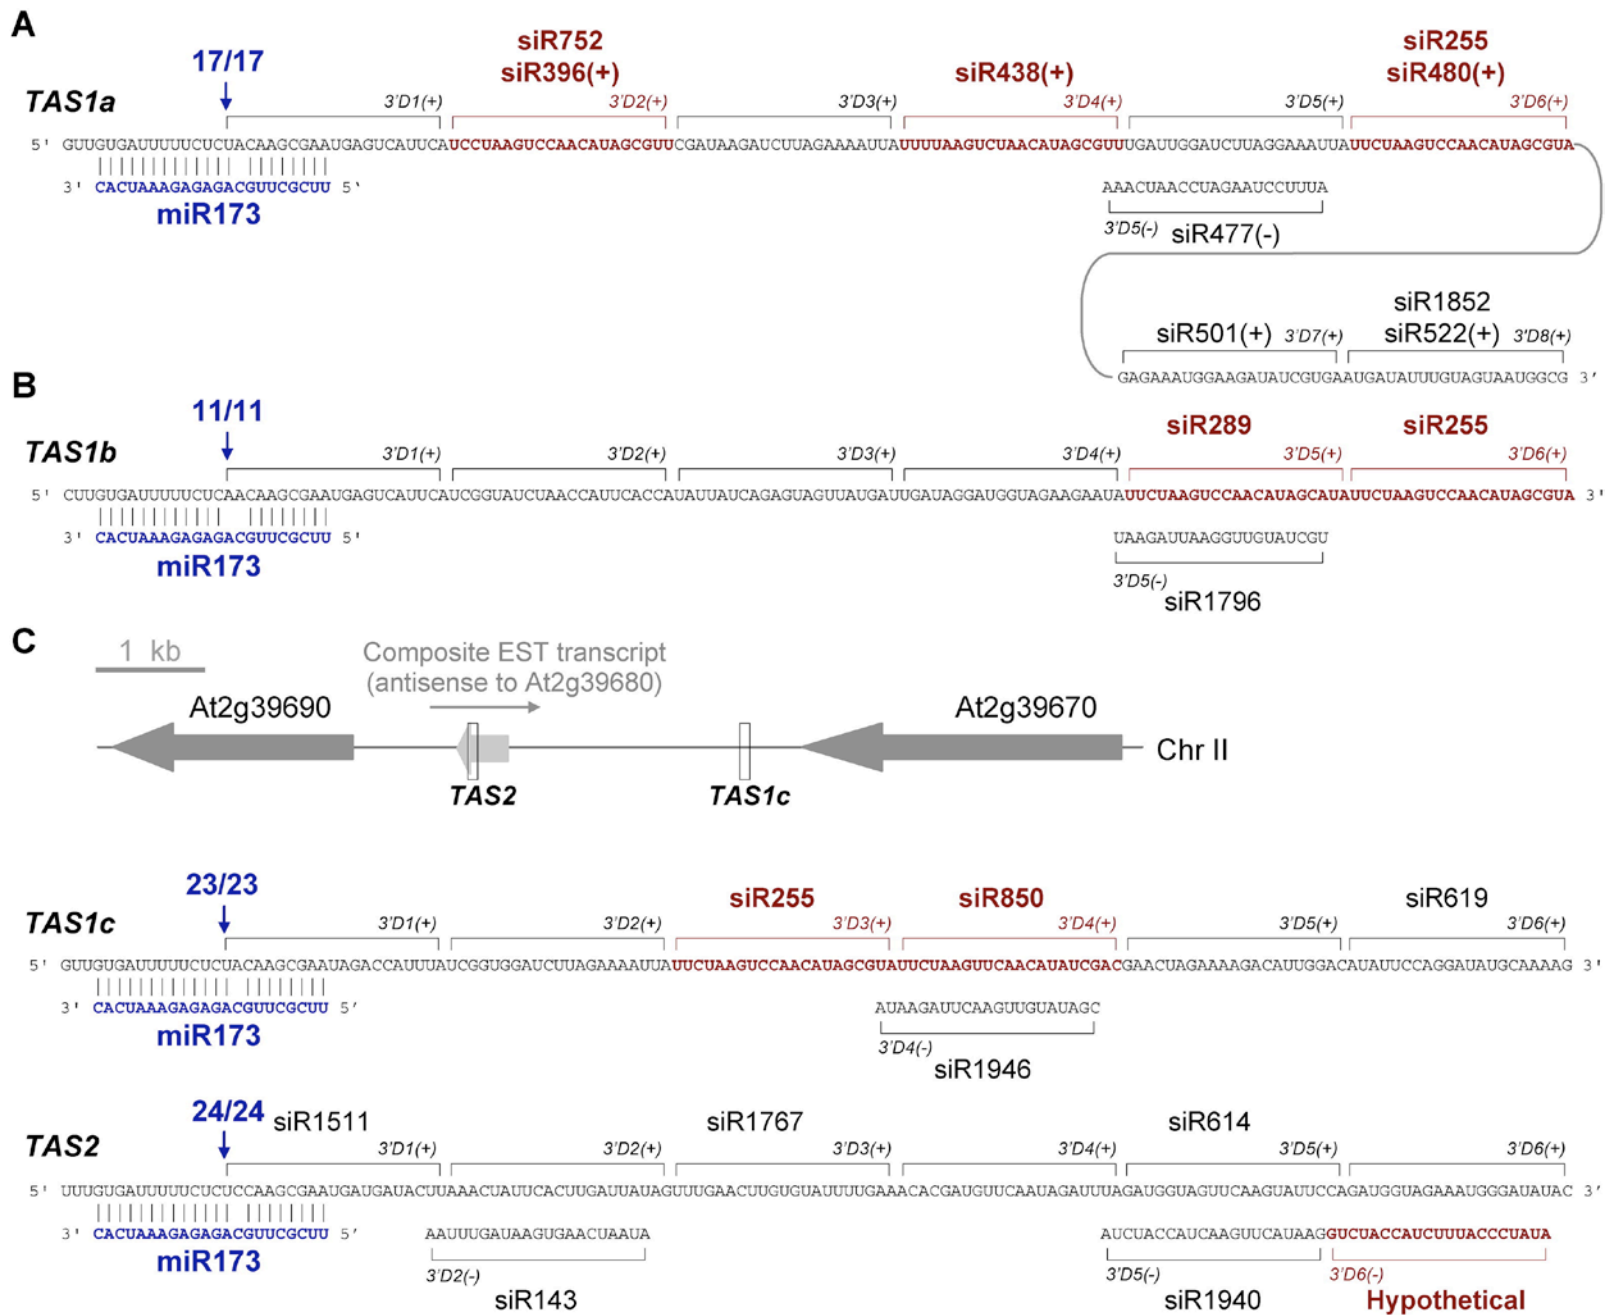 A
siR752
siR255
17/17
siR396(+)
siR438(+)
siR480(+)
TAS1a
3'D1(+) 3'D2(+) 3'D3(+) 3'D4(+) 3'D5(+) 3'D6(+)
5' GUUGUGAUUUUUCUCUACAAGCGAAUGAGUCAUUCAUCCUAAGUCCAACAUAGCGUUCGAUAAGAUCUUAGAAAAUUAUUUUAAGUCUAACAUAGCGUUUGAUUGGAUCUUAGGAAAUUAUUCUAAGUCCAACAUAGCGUA
3' CACUAAAGAGAGACGUUCGCUU 5'
AAACUAACCUAGAAUCCUUUA
miR173
3'D5(-) siR477(-)
siR1852
siR501(+) 3'D7(+) siR522(+) 3'D8(+)
GAGAAAUGGAAGAUAUCGUGAAUGAUAUUUGUAGUAAUGGCG 3'
B
11/11
siR289
siR255
TAS1b
3'D1(+) 3'D2(+) 3'D3(+) 3'D4(+) 3'D5(+) 3'D6(+)
5' CUUGUGAUUUUUCUCAACAAGCGAAUGAGUCAUUCAUCGGUAUCUAACCAUUCACCAUAUUAUCAGAGUAGUUAUGAUUGAUAGGAUGGUAGAAGAAUAUUCUAAGUCCAACAUAGCAUAUUCUAAGUCCAACAUAGCGUA 3'
3' CACUAAAGAGAGACGUUCGCUU 5'
UAAGAUUAAGGUUGUAUCGU
miR173
3'D5(-)
siR1796
C
1 kb
Composite EST transcript
(antisense to At2g39680)
At2g39690
At2g39670
Chr II
TAS2
TAS1c
23/23
siR255
siR850
siR619
TAS1c
3'D1(+) 3'D2(+) 3'D3(+) 3'D4(+) 3'D5(+) 3'D6(+)
5' GUUGUGAUUUUUCUCUACAAGCGAAUAGACCAUUUAUCGGUGGAUCUUAGAAAAUUAUUCUAAGUCCAACAUAGCGUAUUCUAAGUUCAACAUAUCGACGAACUAGAAAAGACAUUGGACAUAUUCCAGGAUAUGCAAAAG 3'
3' CACUAAAGAGAGACGUUCGCUU 5'
AUAAGAUUCAAGUUGUAUAGC
miR173
3'D4(-)
siR1946
24/24
siR1511
siR1767
siR614
TAS2
3'D1(+) 3'D2(+) 3'D3(+) 3'D4(+) 3'D5(+) 3'D6(+)
5' UUUGUGAUUUUUCUCUCCAAGCGAAUGAUGAUACUUAAACUAUUCACUUGAUUAUAGUUUGAACUUGUGUAUUUUGAAACACGAUGUUCAAUAGAUUUAGAUGGUAGUUCAAGUAUUCCAGAUGGUAGAAAUGGGAUAUAC 3'
3' CACUAAAGAGAGACGUUCGCUU 5'
AAUUUGAUAAGUGAACUAAUA
AUCUACCAUCAAGUUCAUAAGGUCUACCAUCUUUACCCUAUA
miR173
3'D2(-)
siR143
3'D5(-)
siR1940
3'D6(-)
Hypothetical